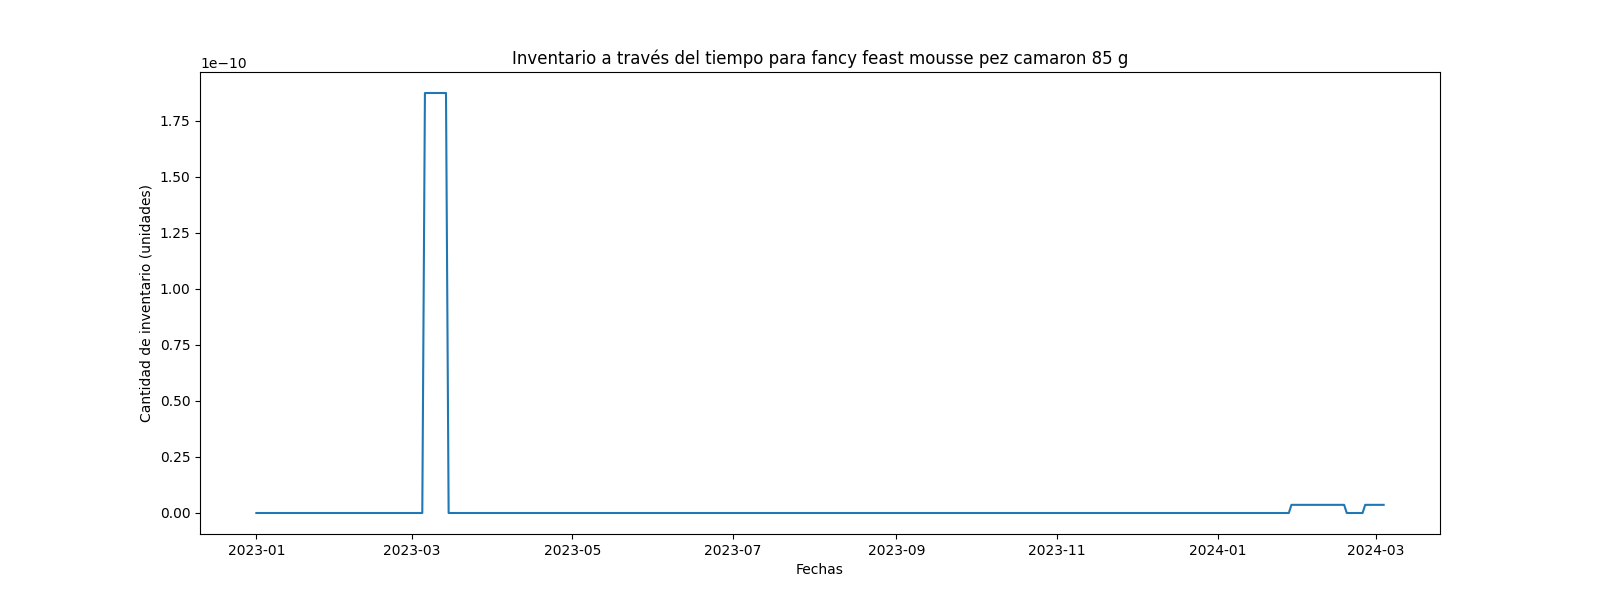 Inventario a través del tiempo para fancy feast mousse pez camaron 85 g
1e−10
1.75
1.50
1.25
1.00
0.75
0.50
0.25
0.00
Cantidad de inventario (unidades)
2023-01 2023-03 2023-05 2023-07 2023-09 2023-11 2024-01 2024-03
Fechas